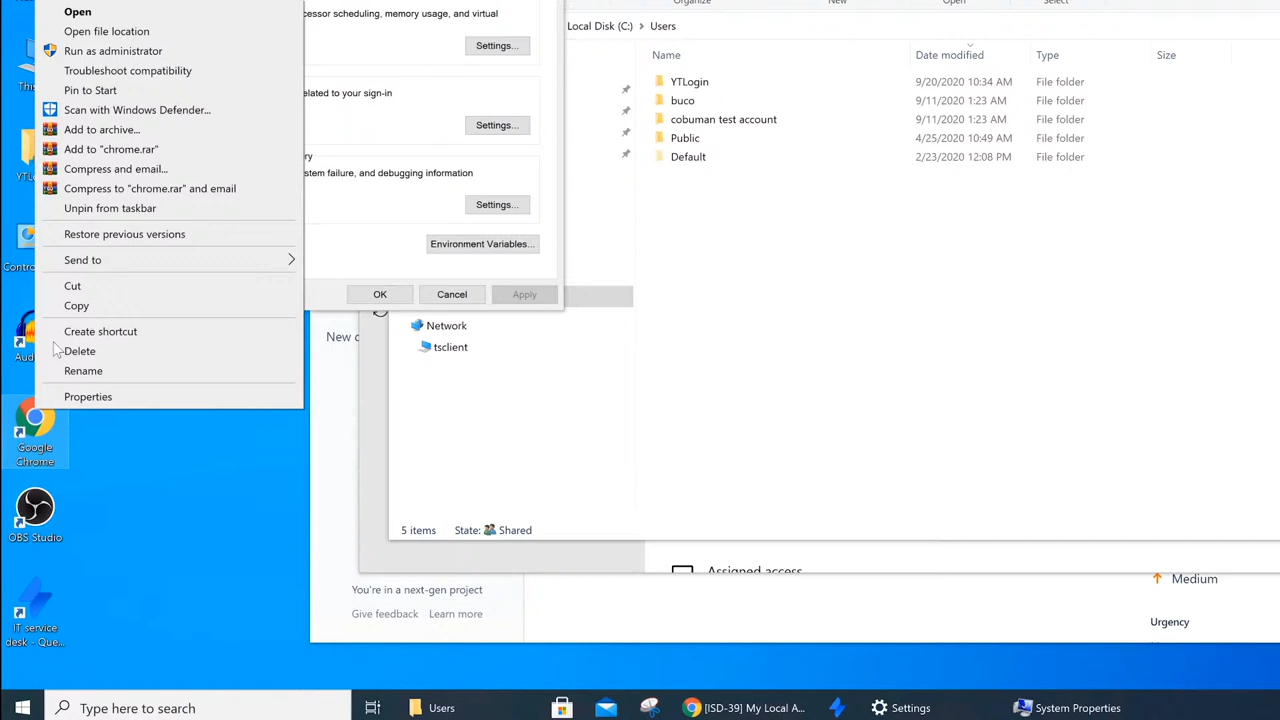 Organize
New
Open
Select
Open
Open file location
Run as administrator
Troubleshoot compatibility
Pin to Start
Scan with Windows Defender...
Add to archive...
Add to "chrome.rar"
Compress and email...
Compress to "chrome.rar" and email
Unpin from taskbar
Restore previous versions
Send to
Cut
Copy
Create shortcut
Delete
Rename
Properties
cessor scheduling, memory usage, and virtual
Settings...
elated to your sign-in
Settings...
ry
stem failure, and debugging information
Settings...
Environment Variables...
OK Cancel Apply
Local Disk (C:) > Users
Name Date modified Type Size
YTLogin 9/20/2020 10:34 AM File folder
buco 9/11/2020 1:23 AM File folder
cobuman test account 9/11/2020 1:23 AM File folder
Public 4/25/2020 10:49 AM File folder
Default 2/23/2020 12:08 PM File folder
Network
tsclient
5 items State: Shared
Assigned access
New c
You're in a next-gen project
Give feedback Learn more
Medium
Urgency
This
YTL
Contro
Aud
Google
Chrome
OBS Studio
IT service
desk - Que...
Type here to search
Users
[ISD-39] My Local A...
Settings
System Properties